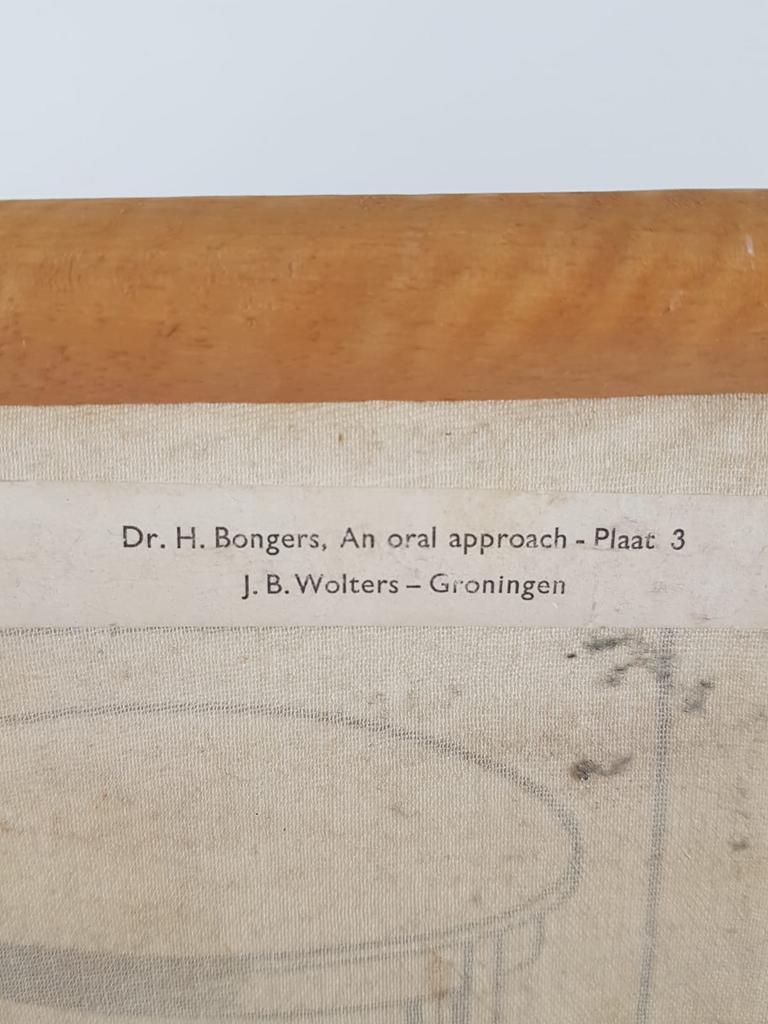 Dr. H. Bongers, An oral approach - Plaat 3
J. B. Wolters – Groningen